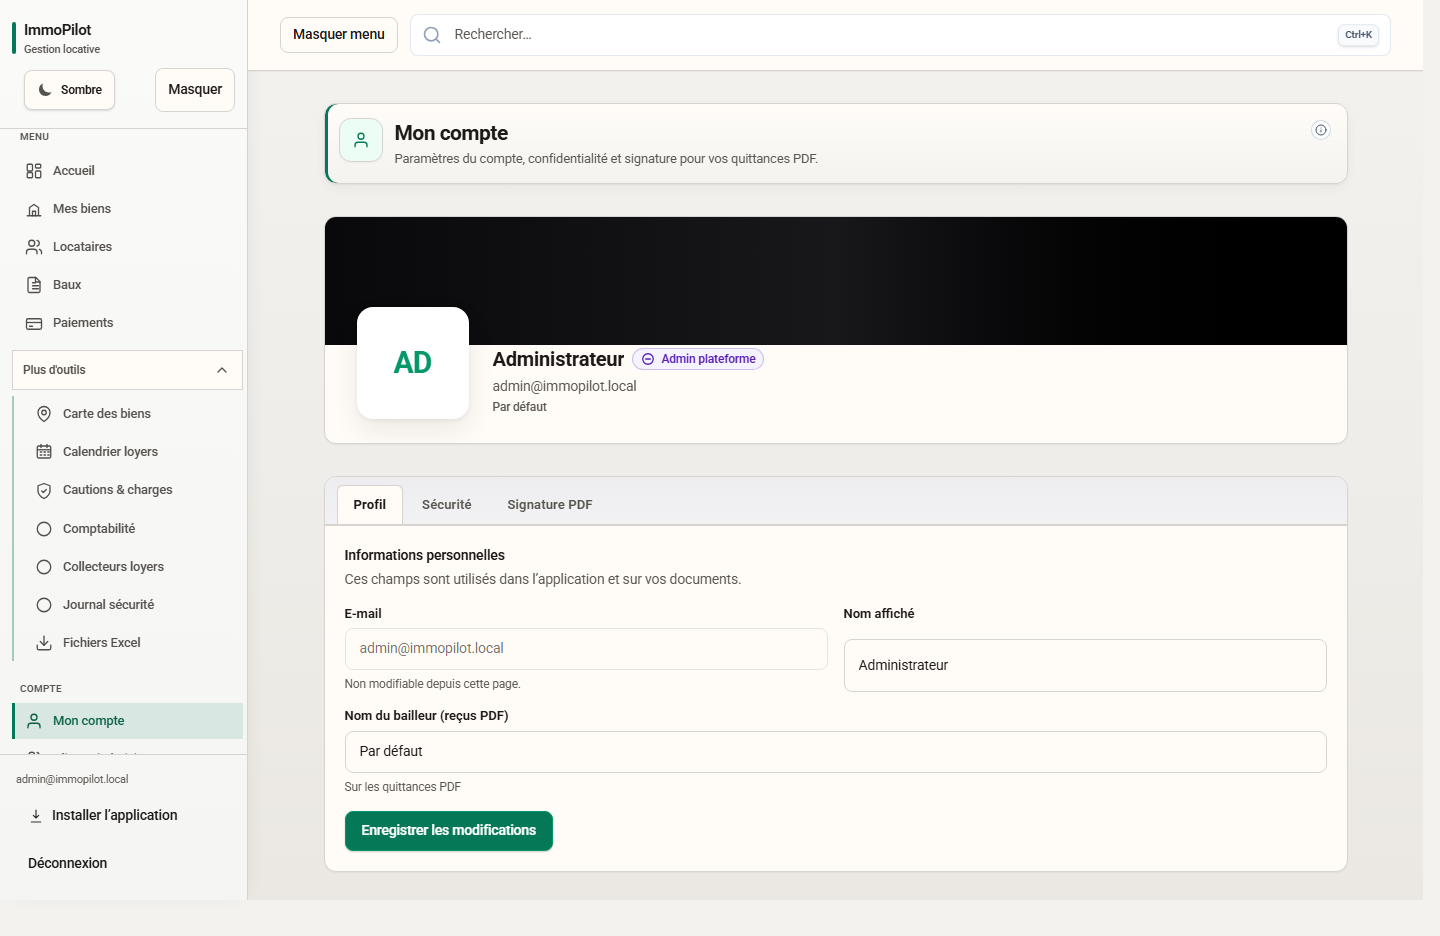 ImmoPilot
Gestion locative
Sombre
Masquer
MENU
Accueil
Mes biens
Locataires
Baux
Paiements
Plus d'outils
Carte des biens
Calendrier loyers
Cautions & charges
Comptabilité
Collecteurs loyers
Journal sécurité
Fichiers Excel
COMPTE
Mon compte
admin@immopilot.local
Installer l’application
Déconnexion
Masquer menu
Rechercher…
Ctrl+K
Mon compte
Paramètres du compte, confidentialité et signature pour vos quittances PDF.
AD
Administrateur
Admin plateforme
admin@immopilot.local
Par défaut
Profil
Sécurité
Signature PDF
Informations personnelles
Ces champs sont utilisés dans l’application et sur vos documents.
E-mail
Nom affiché
admin@immopilot.local
Administrateur
Non modifiable depuis cette page.
Nom du bailleur (reçus PDF)
Par défaut
Sur les quittances PDF
Enregistrer les modifications